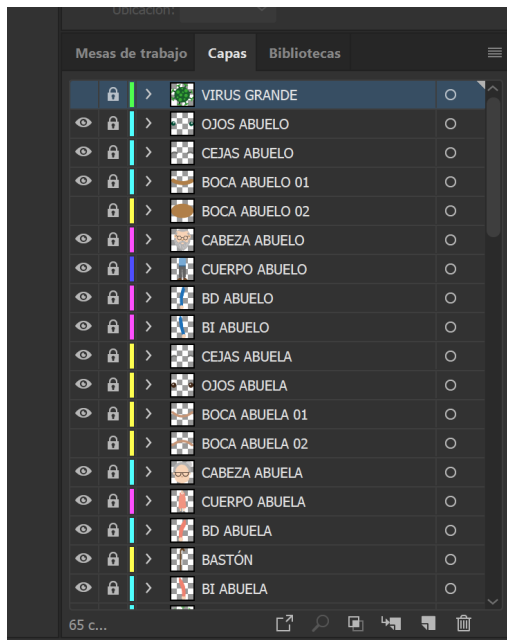 Ubicación:
Mesas de trabajo Capas Bibliotecas
VIRUS GRANDE
OJOS ABUELO
CEJAS ABUELO
BOCA ABUELO 01
BOCA ABUELO 02
CABEZA ABUELO
CUERPO ABUELO
BD ABUELO
BI ABUELO
CEJAS ABUELA
OJOS ABUELA
BOCA ABUELA 01
BOCA ABUELA 02
CABEZA ABUELA
CUERPO ABUELA
BD ABUELA
BASTÓN
BI ABUELA
65 c...